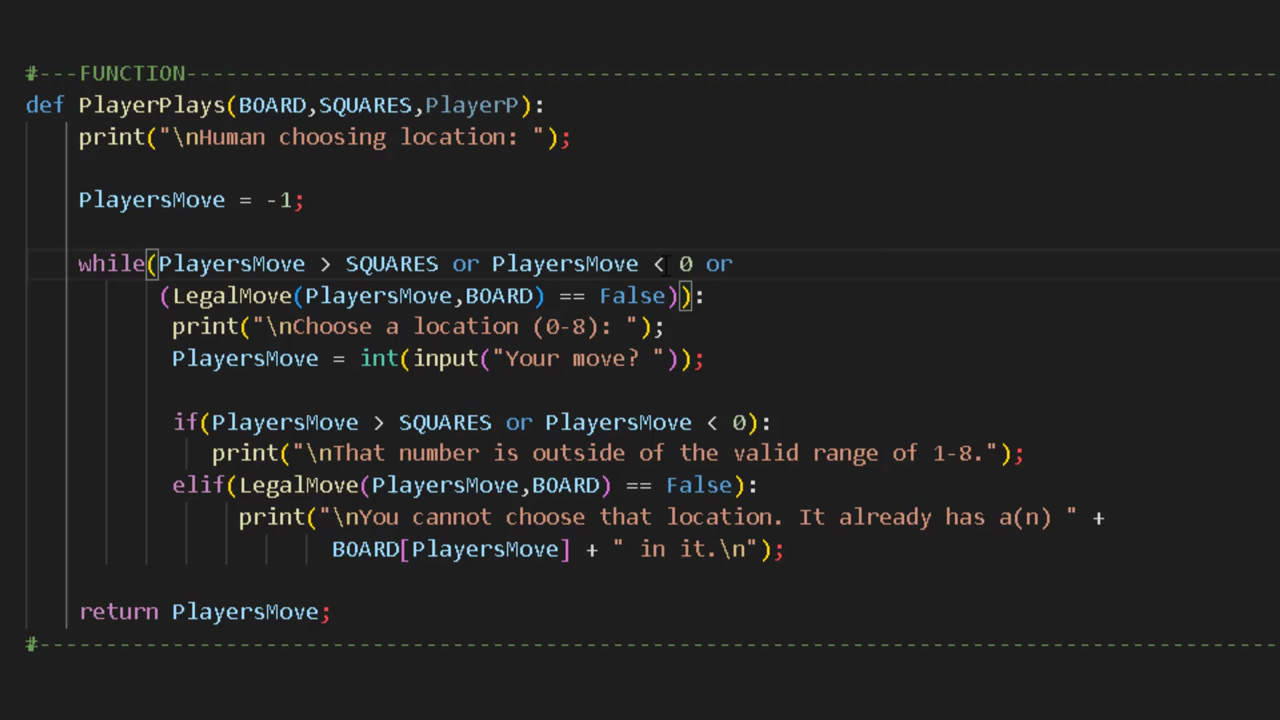 #---FUNCTION-----------------------------------------------------------------------------------
def PlayerPlays(BOARD,SQUARES,PlayerP):
print("\nHuman choosing location: ");
PlayersMove = -1;
while(PlayersMove > SQUARES or PlayersMove < 0 or
(LegalMove(PlayersMove,BOARD) == False)):
print("\nChoose a location (0-8): ");
PlayersMove = int(input("Your move? "));
if(PlayersMove > SQUARES or PlayersMove < 0):
print("\nThat number is outside of the valid range of 1-8.");
elif(LegalMove(PlayersMove,BOARD) == False):
print("\nYou cannot choose that location. It already has a(n) " +
BOARD[PlayersMove] + " in it.\n");
return PlayersMove;
#----------------------------------------------------------------------------------------------